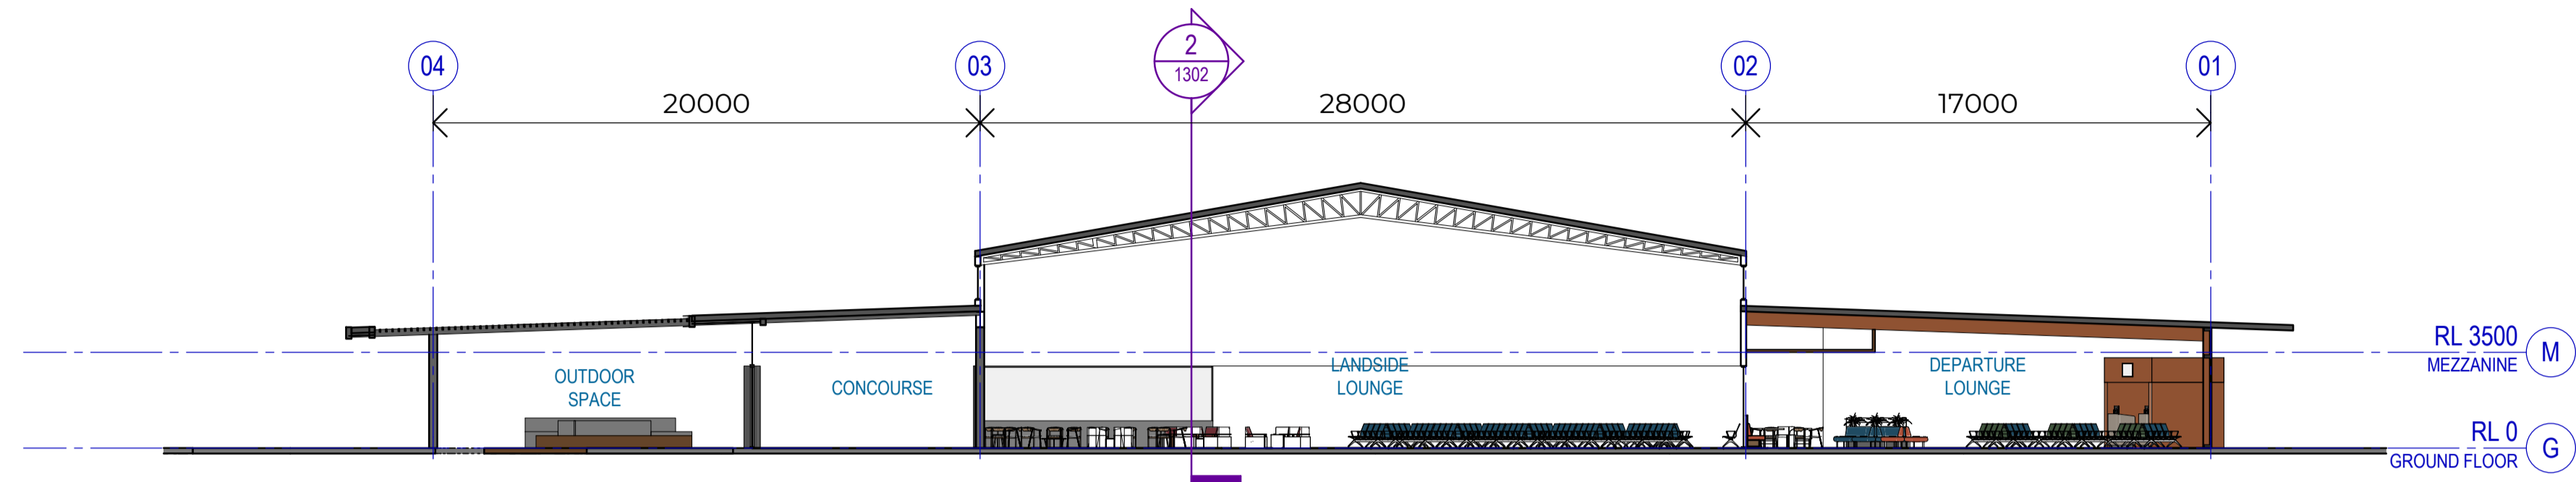 2
1302
04
03
02
01
20000
28000
17000
RL 3500
MEZZANINE
M
OUTDOOR
SPACE
CONCOURSE
LANDSIDE
LOUNGE
DEPARTURE
LOUNGE
RL 0
GROUND FLOOR
G